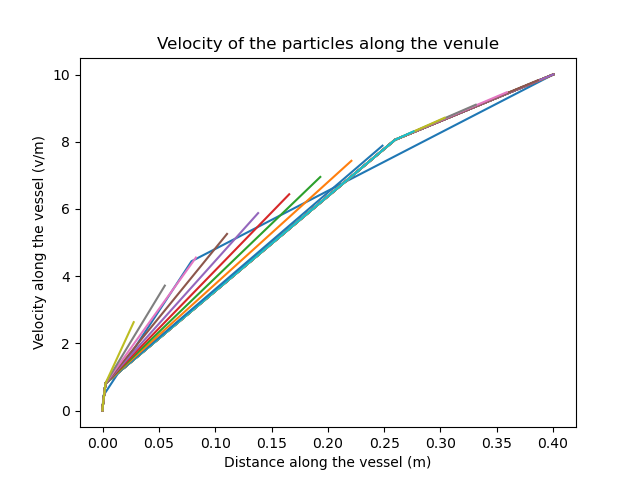 Velocity of the particles along the venule
10
8
6
4
2
0
Velocity along the vessel (v/m)
0.00 0.05 0.10 0.15 0.20 0.25 0.30 0.35 0.40
Distance along the vessel (m)